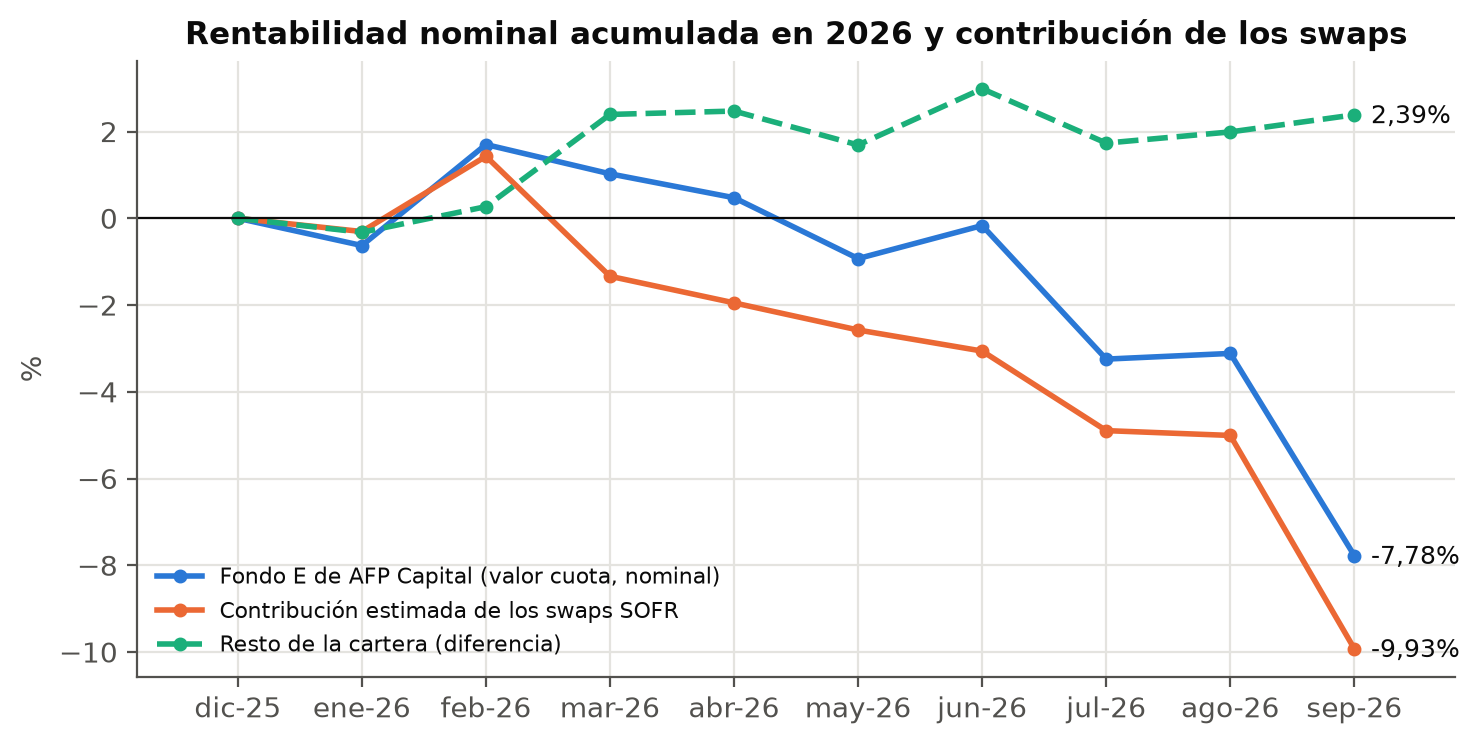 Rentabilidad nominal acumulada en 2026 y contribución de los swaps
%
2
0
−2
−4
−6
−8
−10
2,39%
-7,78%
-9,93%
Fondo E de AFP Capital (valor cuota, nominal)
Contribución estimada de los swaps SOFR
Resto de la cartera (diferencia)
dic-25 ene-26 feb-26 mar-26 abr-26 may-26 jun-26 jul-26 ago-26 sep-26